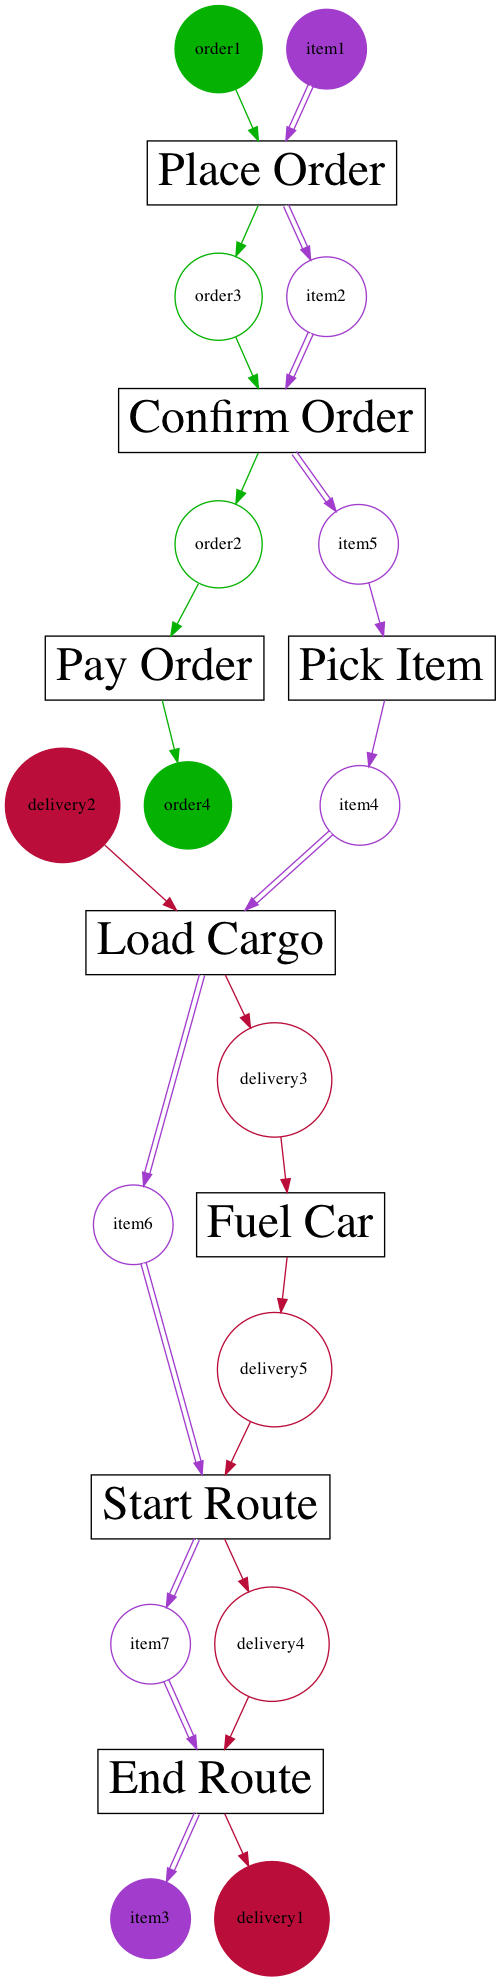 order1
item1
Place Order
order3
item2
Confirm Order
order2
item5
Pay Order
Pick Item
delivery2
order4
item4
Load Cargo
delivery3
item6
Fuel Car
delivery5
Start Route
item7
delivery4
End Route
item3
delivery1